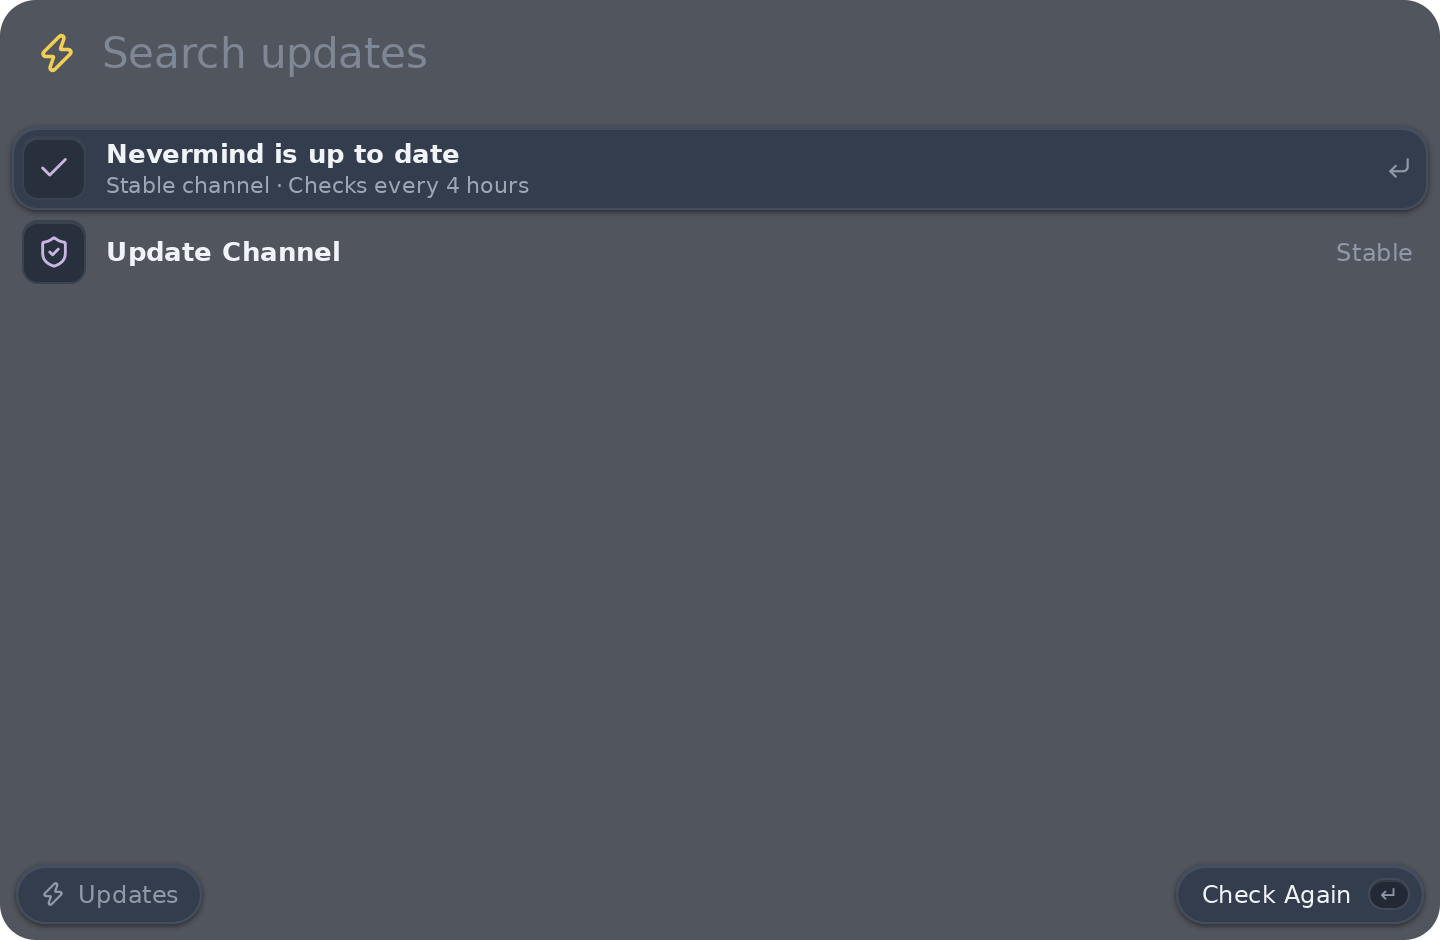 Search updates
Nevermind is up to date
Stable channel · Checks every 4 hours
Update Channel
Stable
Updates
Check Again